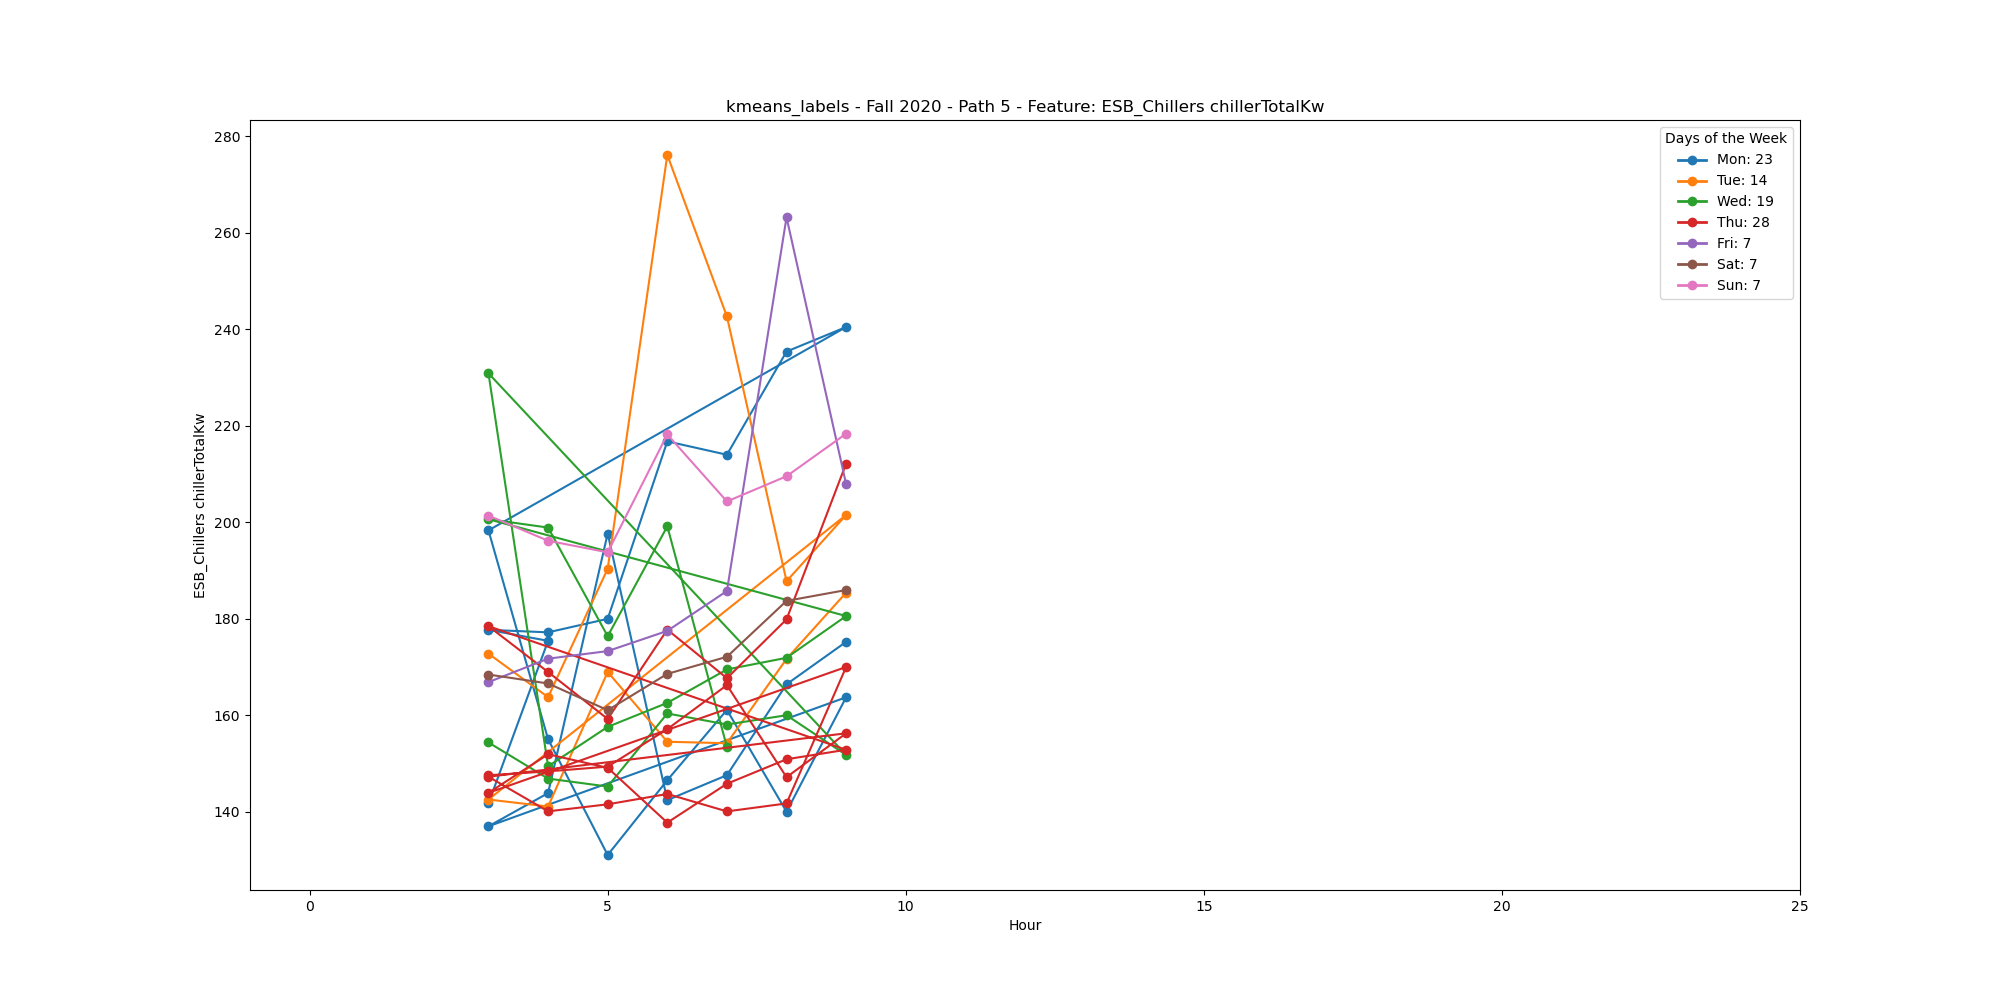 kmeans_labels - Fall 2020 - Path 5 - Feature: ESB_Chillers chillerTotalKw
280
260
240
220
200
180
160
140
ESB_Chillers chillerTotalKw
0 5 10 15 20 25
Hour
Days of the Week
Mon: 23
Tue: 14
Wed: 19
Thu: 28
Fri: 7
Sat: 7
Sun: 7